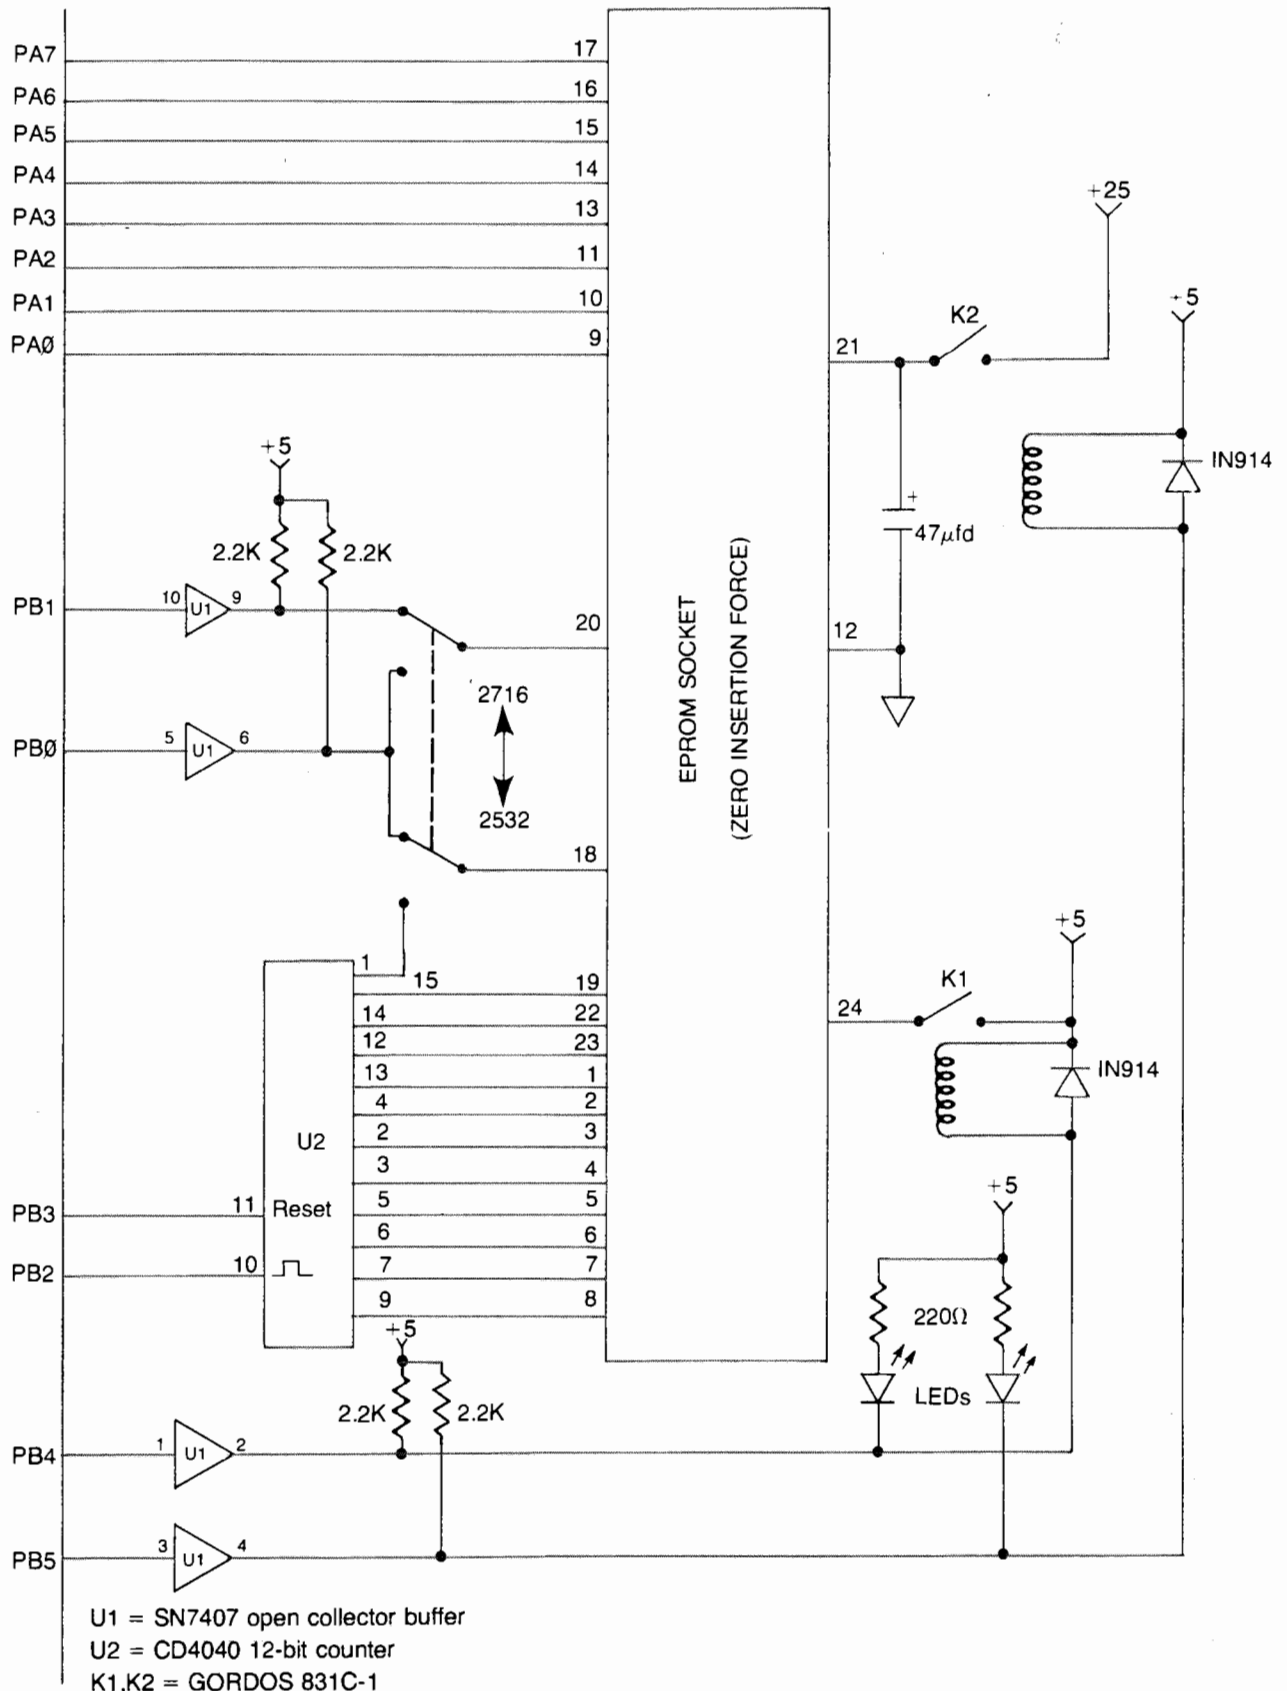 PA7 17
PA6 16
PA5 15
PA4 14
PA3 13
PA2 11
PA1 10
PAØ 9
+25
+5
K2
21
IN914
+
47µfd
+5
2.2K 2.2K
PB1 10 U1 9 20
12
2716
PBØ 5 U1 6
2532
18
EPROM SOCKET
(ZERO INSERTION FORCE)
+5
K1
24
IN914
1
15 19
14 22
12 23
13 1
4 2
2 3
U2
3 4
5 5
6 6
7 7
9 8
PB3 11 Reset
PB2 10
+5
220Ω
LEDs
+5
2.2K 2.2K
PB4 1 U1 2
PB5 3 U1 4
U1 = SN7407 open collector buffer
U2 = CD4040 12-bit counter
K1,K2 = GORDOS 831C-1